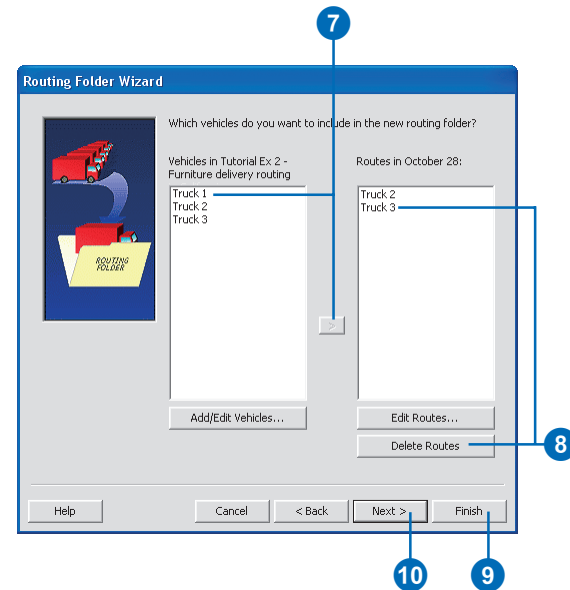 7
Routing Folder Wizard
Which vehicles do you want to include in the new routing folder?
Vehicles in Tutorial Ex 2 -
Furniture delivery routing
Routes in October 28:
Truck 1
Truck 2
Truck 3
Truck 2
Truck 3
ROUTING
FOLDER
>
Add/Edit Vehicles...
Edit Routes...
Delete Routes
8
Help
Cancel
< Back
Next >
Finish
10
9